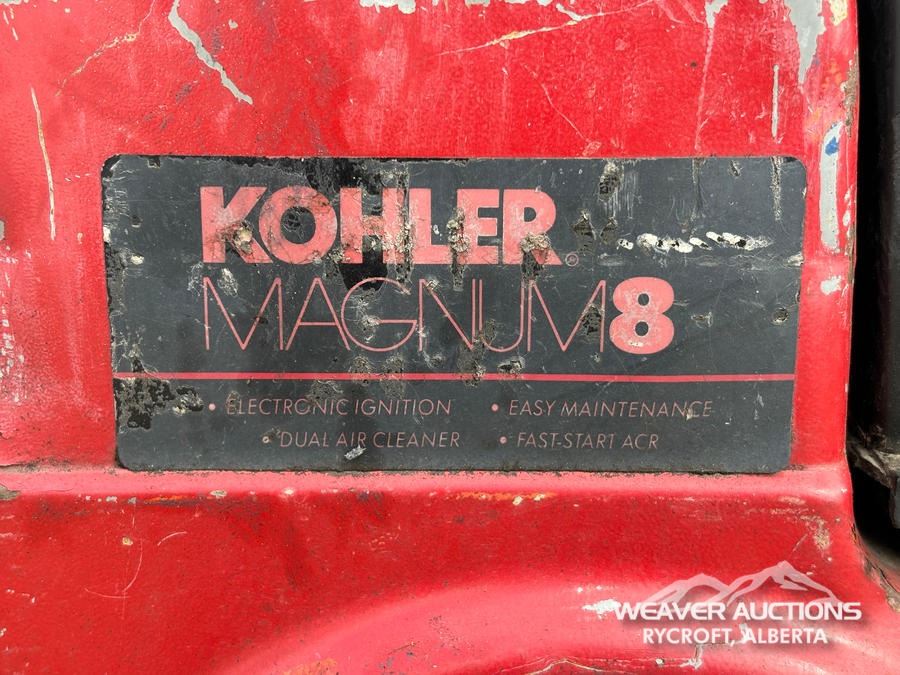 KOHLER®
MAGNUM8
• ELECTRONIC IGNITION • EASY MAINTENANCE
• DUAL AIR CLEANER • FAST-START ACR
WEAVER AUCTIONS
RYCROFT, ALBERTA